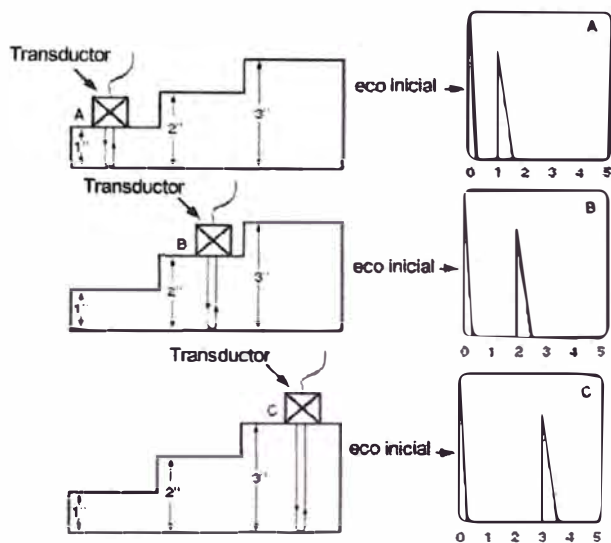 Transductor
A
1"
2"
3"
eco inicial
A
0 1 2 3 4 5
Transductor
B
1"
2"
3"
eco inicial
B
0 1 2 3 4 5
Transductor
C
1"
2"
3"
eco inicial
C
0 1 2 3 4 5